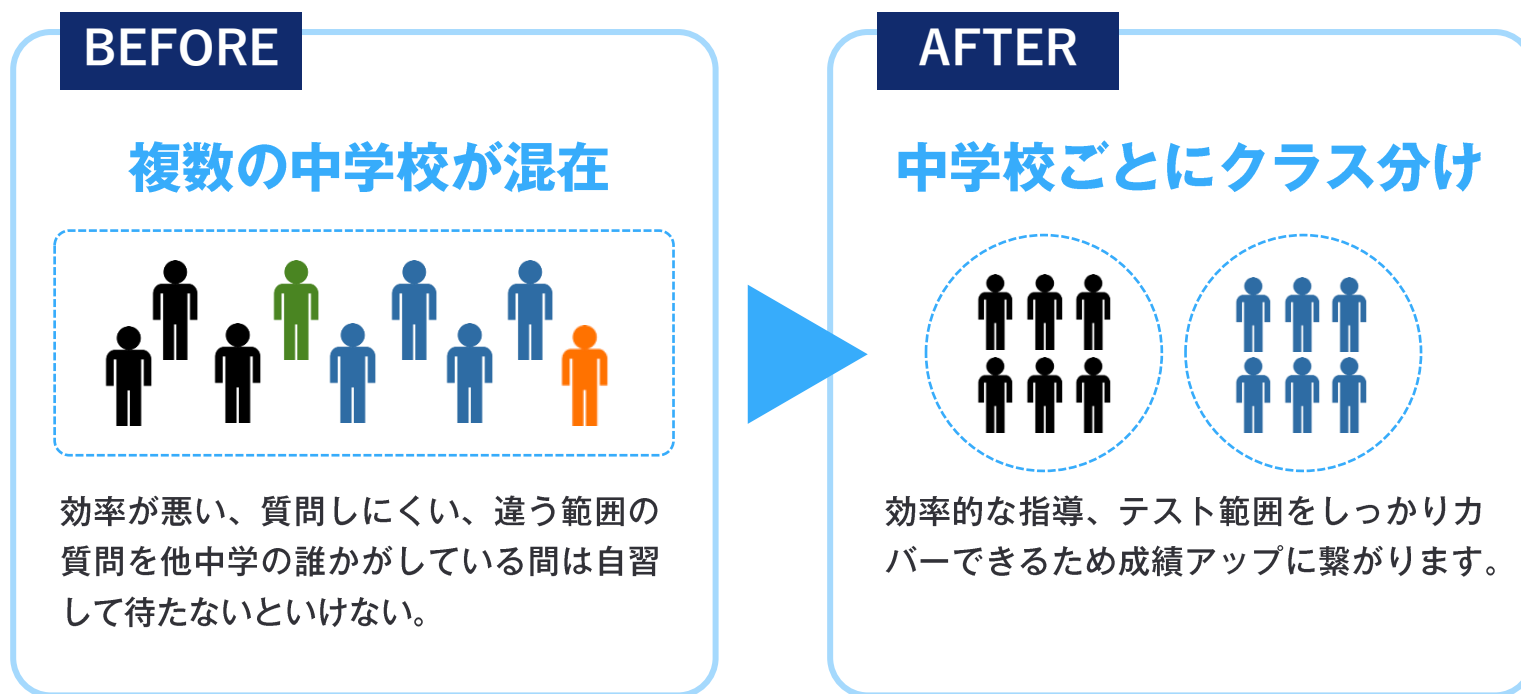 BEFORE
複数の中学校が混在
効率が悪い、質問しにくい、違う範囲の
質問を他中学の誰かがしている間は自習
して待たないといけない。
AFTER
中学校ごとにクラス分け
効率的な指導、テスト範囲をしっかりカ
バーできるため成績アップに繋がります。